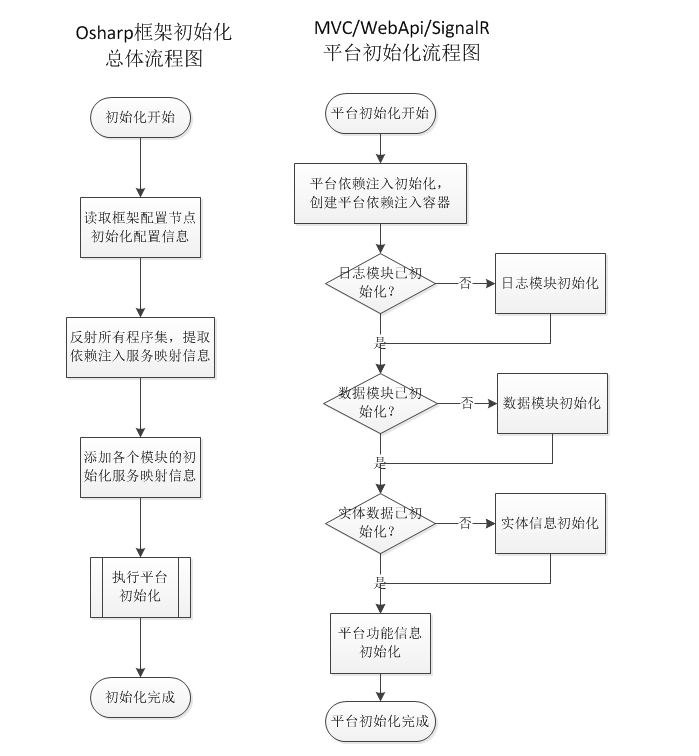 Osharp框架初始化
总体流程图
初始化开始
读取框架配置节点
初始化配置信息
反射所有程序集，提取
依赖注入服务映射信息
添加各个模块的初
始化服务映射信息
执行平台
初始化
初始化完成
MVC/WebApi/SignalR
平台初始化流程图
平台初始化开始
平台依赖注入初始化，
创建平台依赖注入容器
日志模块已初
始化？
否
日志模块初始化
是
数据模块已初
始化？
否
数据模块初始化
是
实体数据已初
始化？
否
实体信息初始化
是
平台功能信息
初始化
平台初始化完成